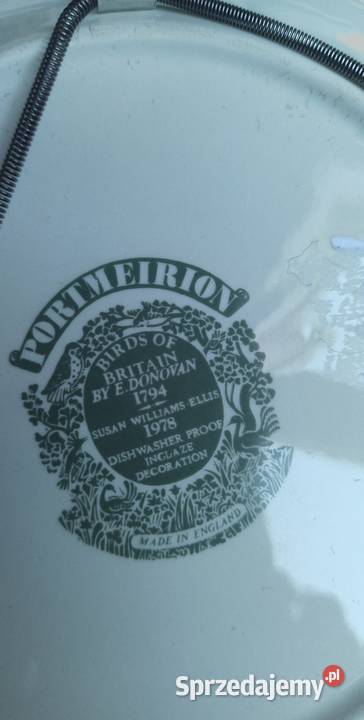 PORTMEIRION
BIRDS OF
BRITAIN
BY E. DONOVAN
1794
SUSAN WILLIAMS ELLIS
1978
DISHWASHER PROOF
INGLAZE
DECORATION
MADE IN ENGLAND
Sprzedajemy.pl